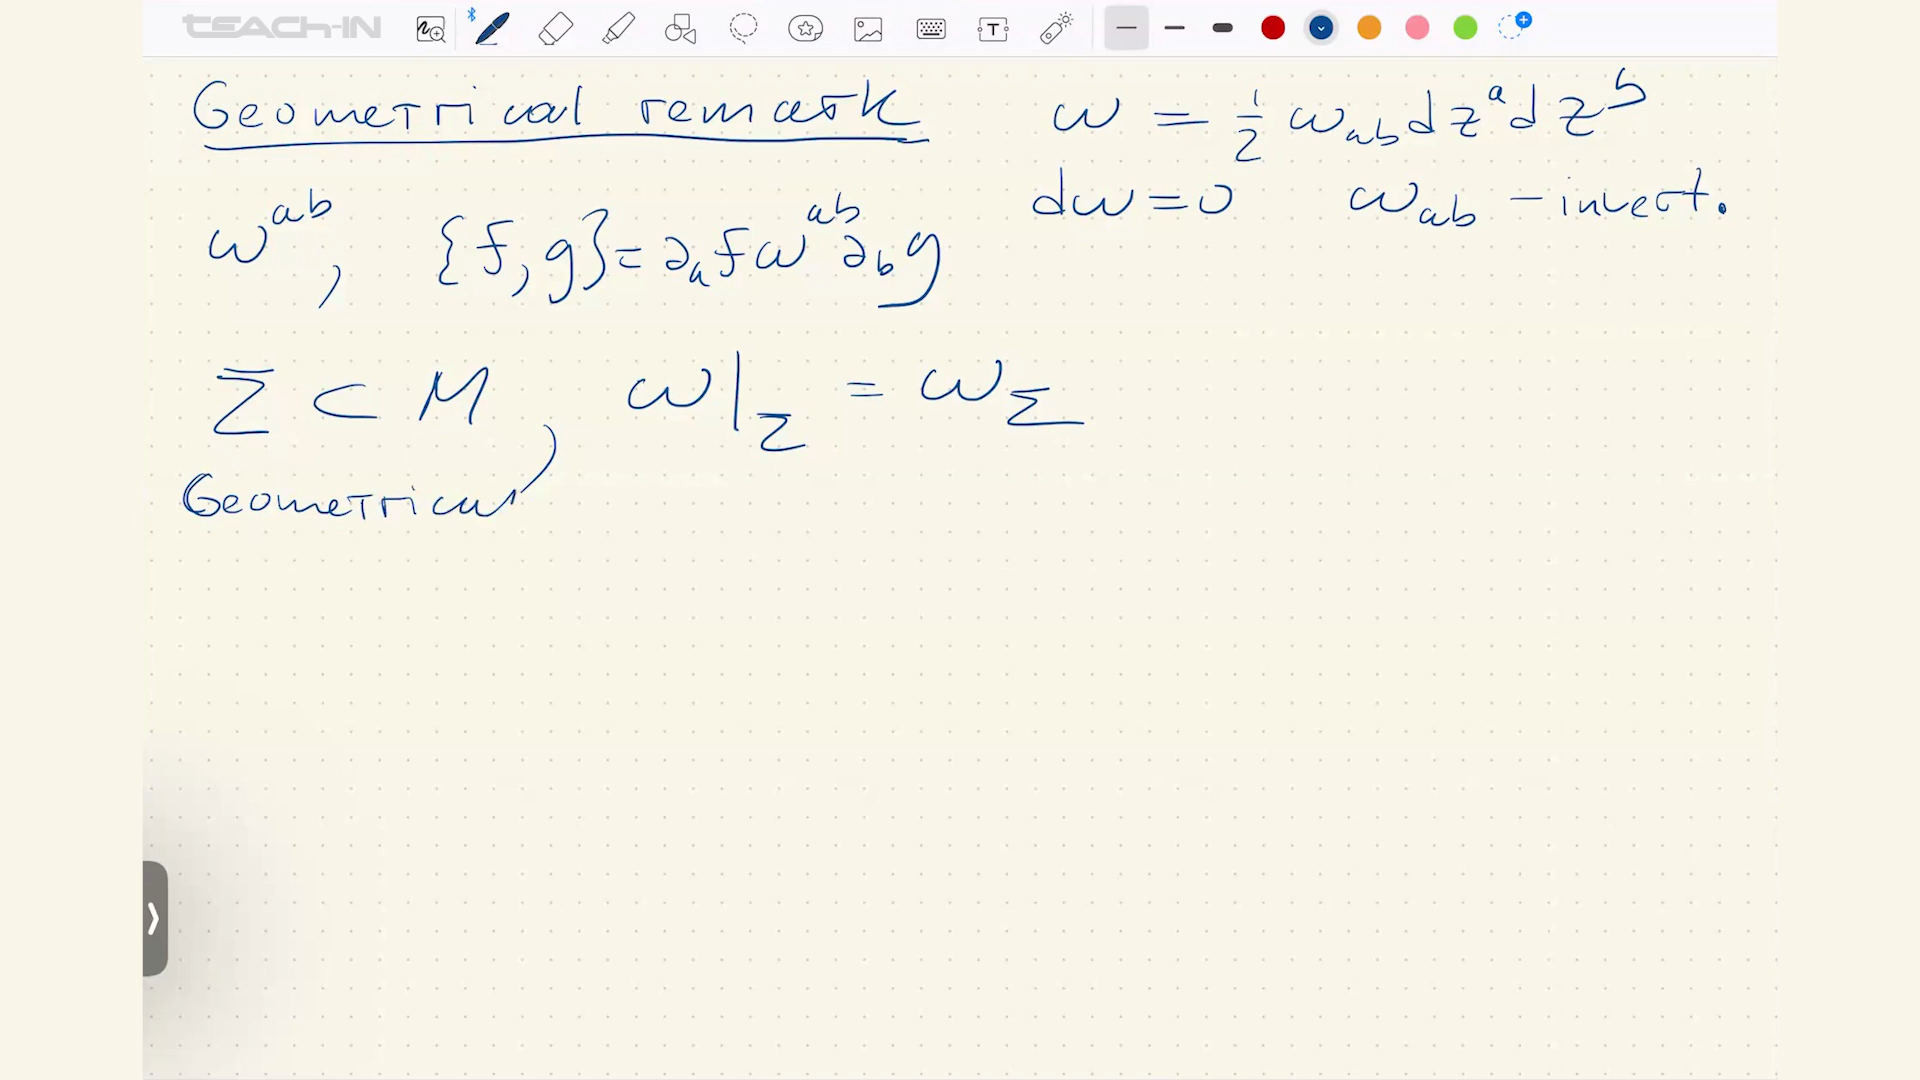 TEACH-IN
Geometrical remark
ω = 1/2 ω_ab dz^a dz^b
dω = 0 ω_ab – invert.
ω^ab, {f, g} = ∂_a f ω^ab ∂_b g
Σ ⊂ M, ω|_Σ = ω_Σ
Geometrical